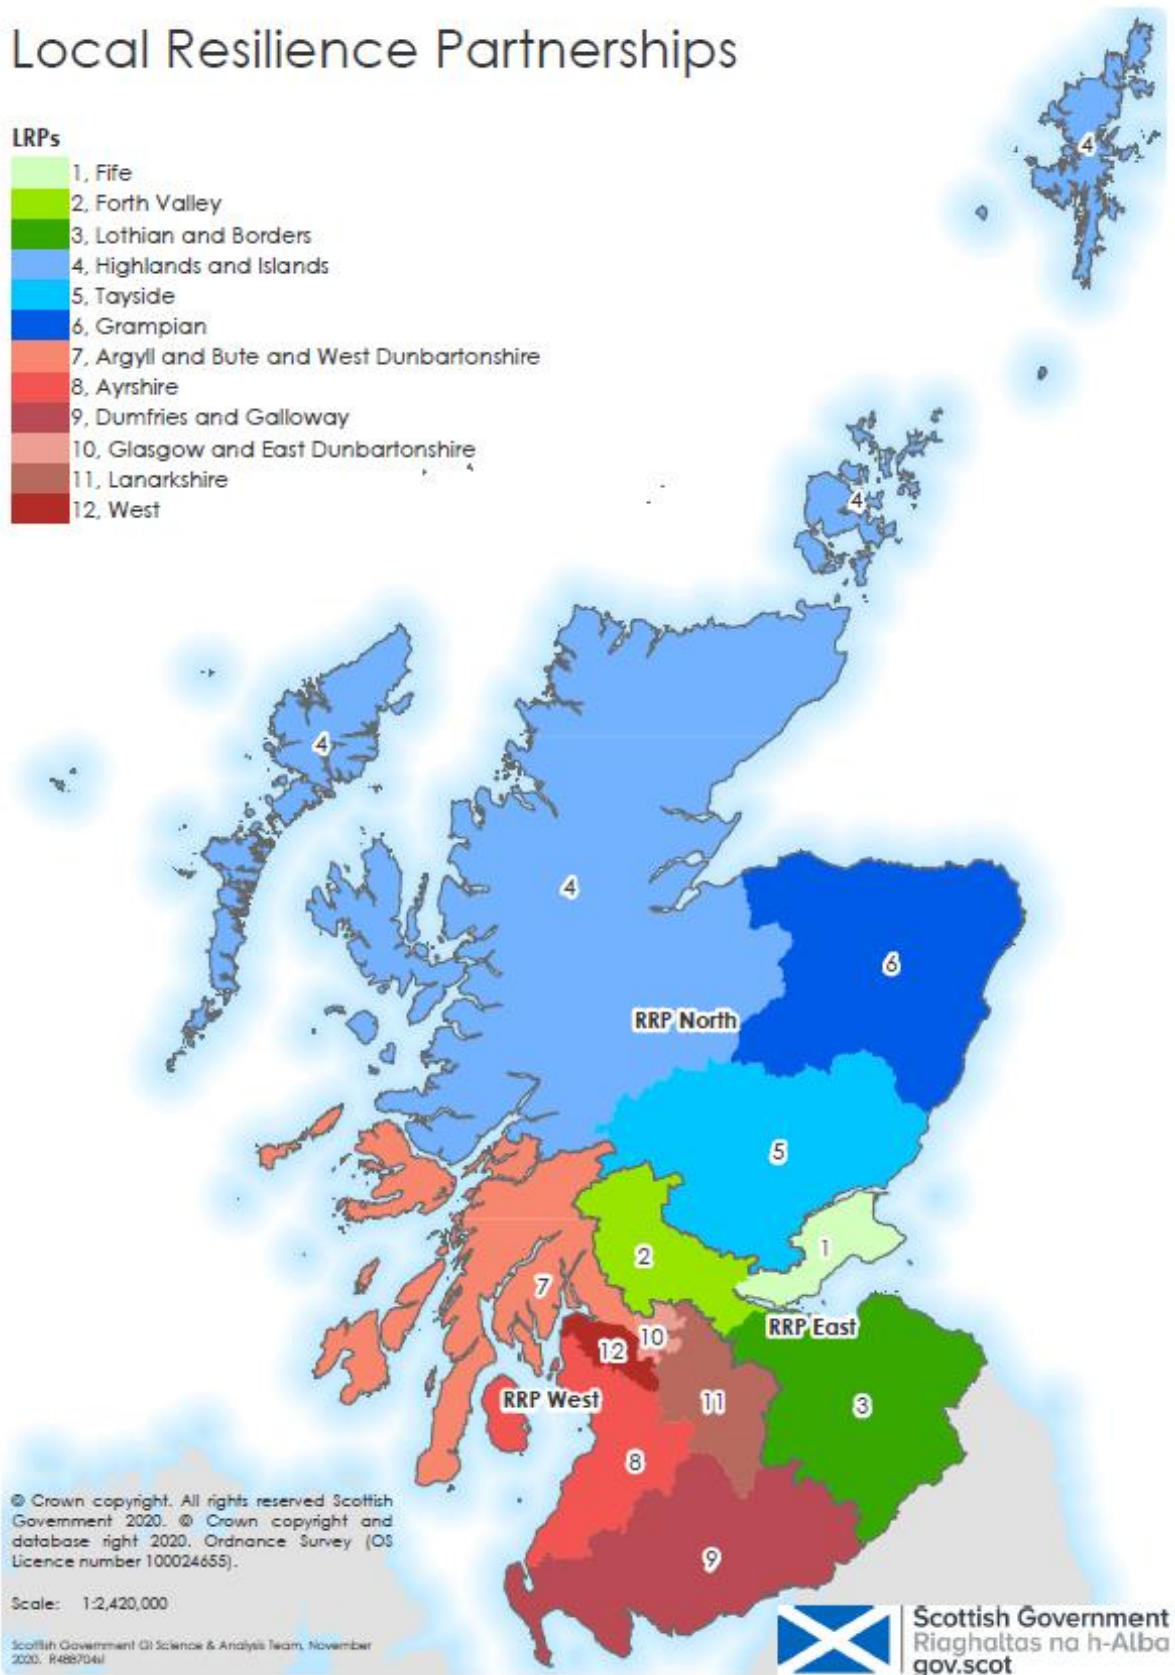 Local Resilience Partnerships
LRPs
1, Fife
2, Forth Valley
3, Lothian and Borders
4, Highlands and Islands
5, Tayside
6, Grampian
7, Argyll and Bute and West Dunbartonshire
8, Ayrshire
9, Dumfries and Galloway
10, Glasgow and East Dunbartonshire
11, Lanarkshire
12, West
4
4
4
4
6
RRP North
5
1
2
7
RRP East
10
12
RRP West
11
3
8
9
© Crown copyright. All rights reserved Scottish
Government 2020. © Crown copyright and
database right 2020. Ordnance Survey (OS
Licence number 100024655).
Scale: 1:2,420,000
Scottish Government GI Science & Analysis Team, November
2020.
Scottish Government
Riaghaltas na h-Alba
gov.scot